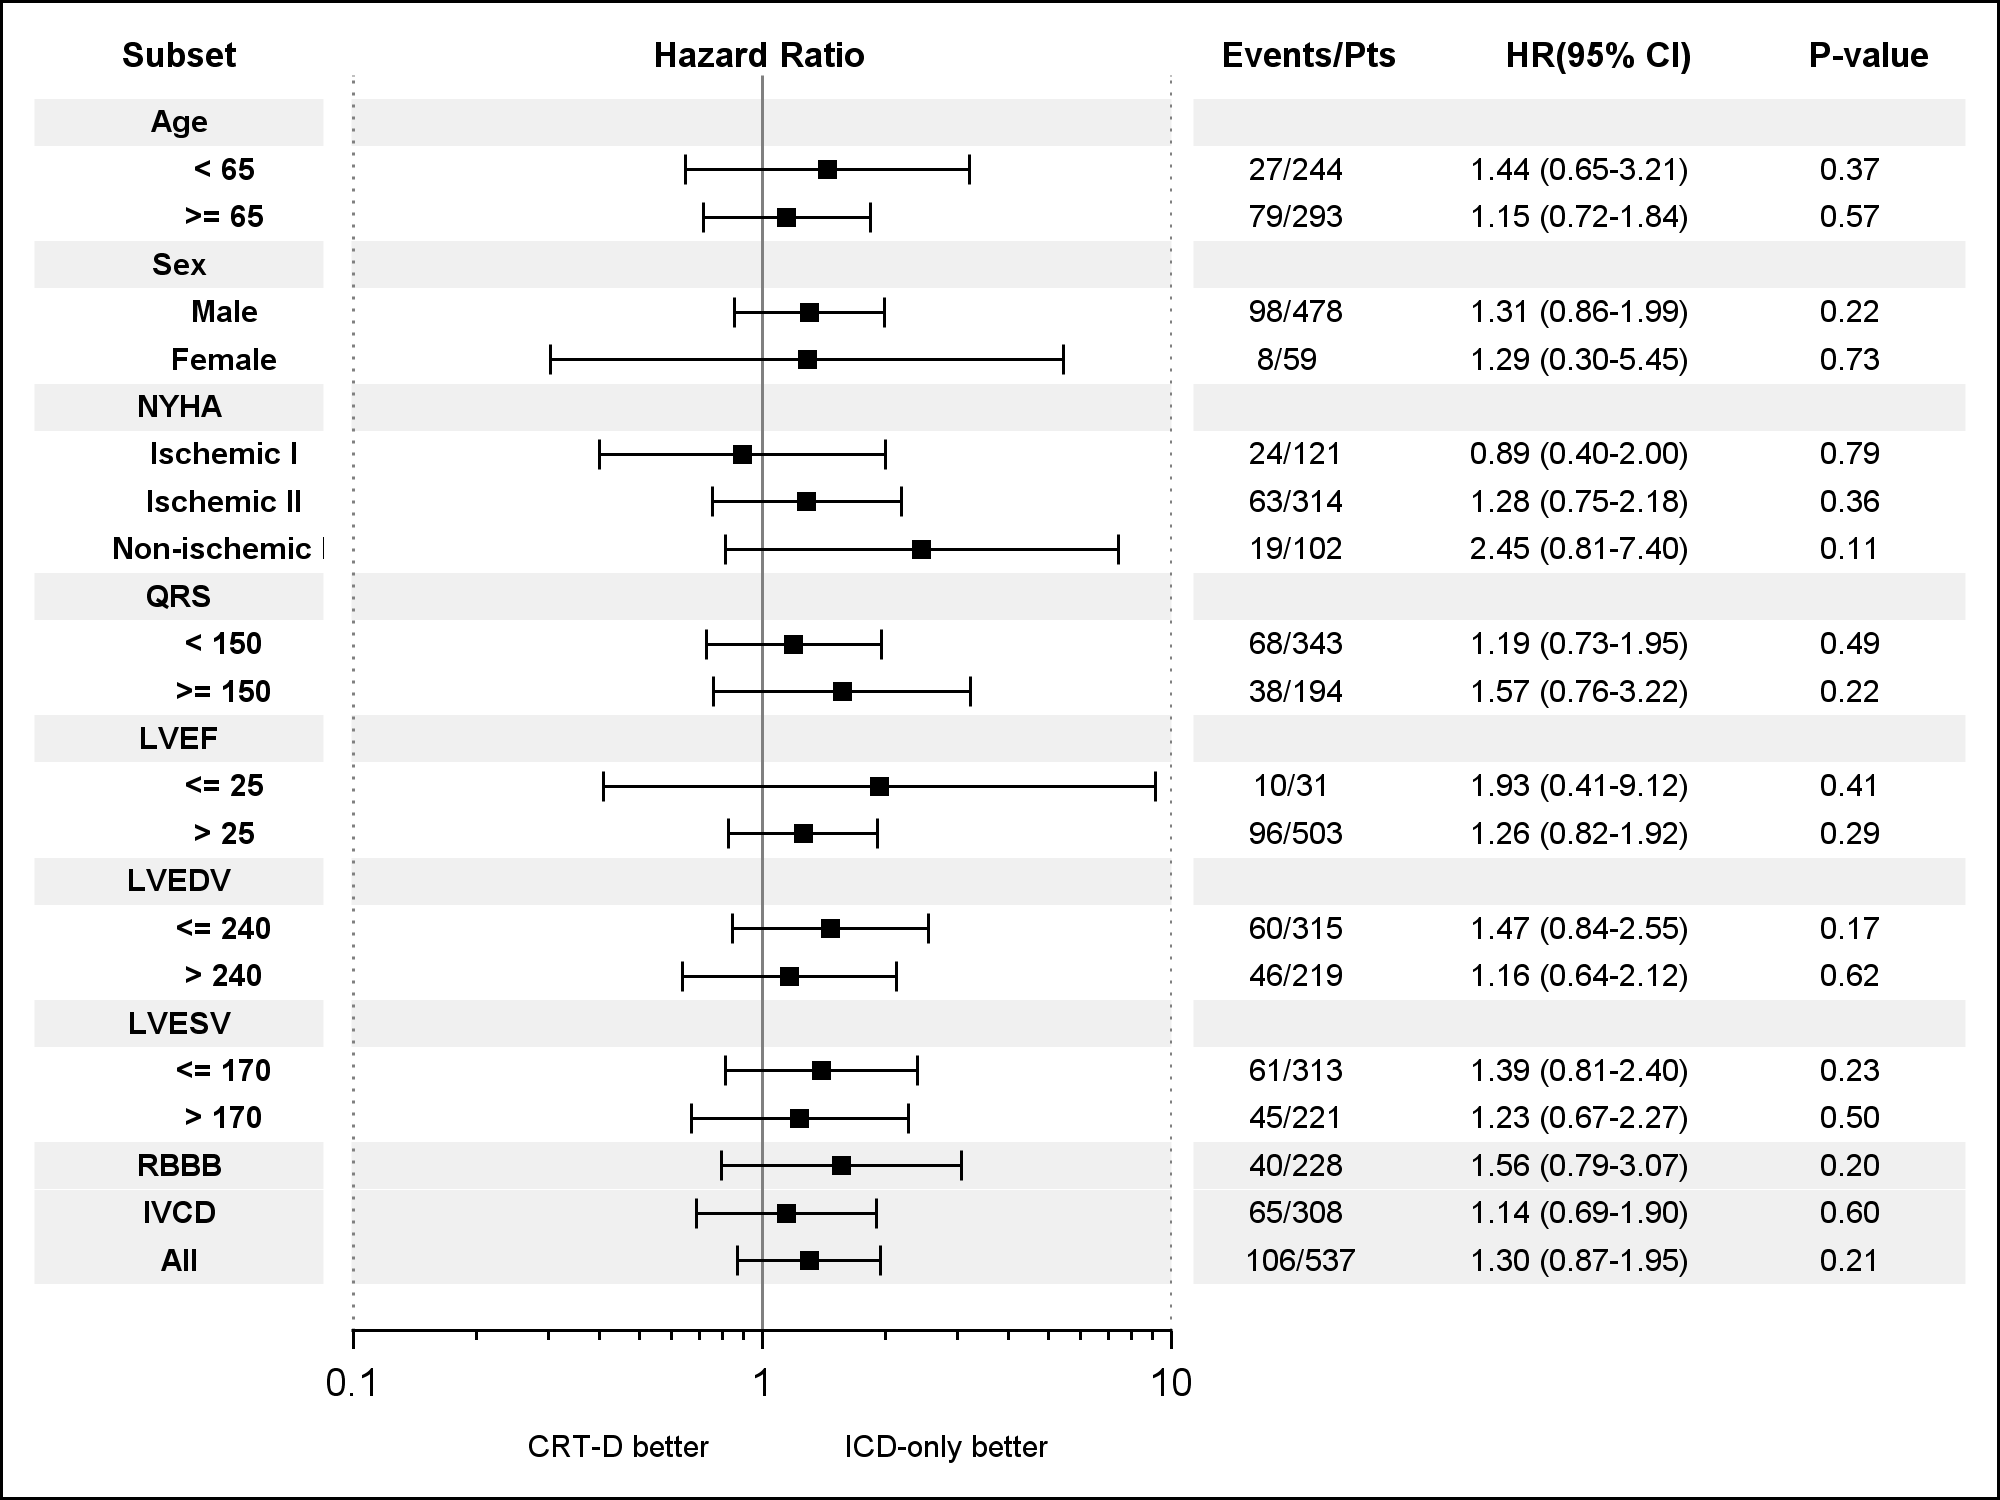 Subset Hazard Ratio Events/Pts HR(95% CI) P-value
Age
< 65 27/244 1.44 (0.65-3.21) 0.37
>= 65 79/293 1.15 (0.72-1.84) 0.57
Sex
Male 98/478 1.31 (0.86-1.99) 0.22
Female 8/59 1.29 (0.30-5.45) 0.73
NYHA
Ischemic I 24/121 0.89 (0.40-2.00) 0.79
Ischemic II 63/314 1.28 (0.75-2.18) 0.36
Non-ischemic 19/102 2.45 (0.81-7.40) 0.11
QRS
< 150 68/343 1.19 (0.73-1.95) 0.49
>= 150 38/194 1.57 (0.76-3.22) 0.22
LVEF
<= 25 10/31 1.93 (0.41-9.12) 0.41
> 25 96/503 1.26 (0.82-1.92) 0.29
LVEDV
<= 240 60/315 1.47 (0.84-2.55) 0.17
> 240 46/219 1.16 (0.64-2.12) 0.62
LVESV
<= 170 61/313 1.39 (0.81-2.40) 0.23
> 170 45/221 1.23 (0.67-2.27) 0.50
RBBB 40/228 1.56 (0.79-3.07) 0.20
IVCD 65/308 1.14 (0.69-1.90) 0.60
All 106/537 1.30 (0.87-1.95) 0.21
0.1 1 10
CRT-D better ICD-only better